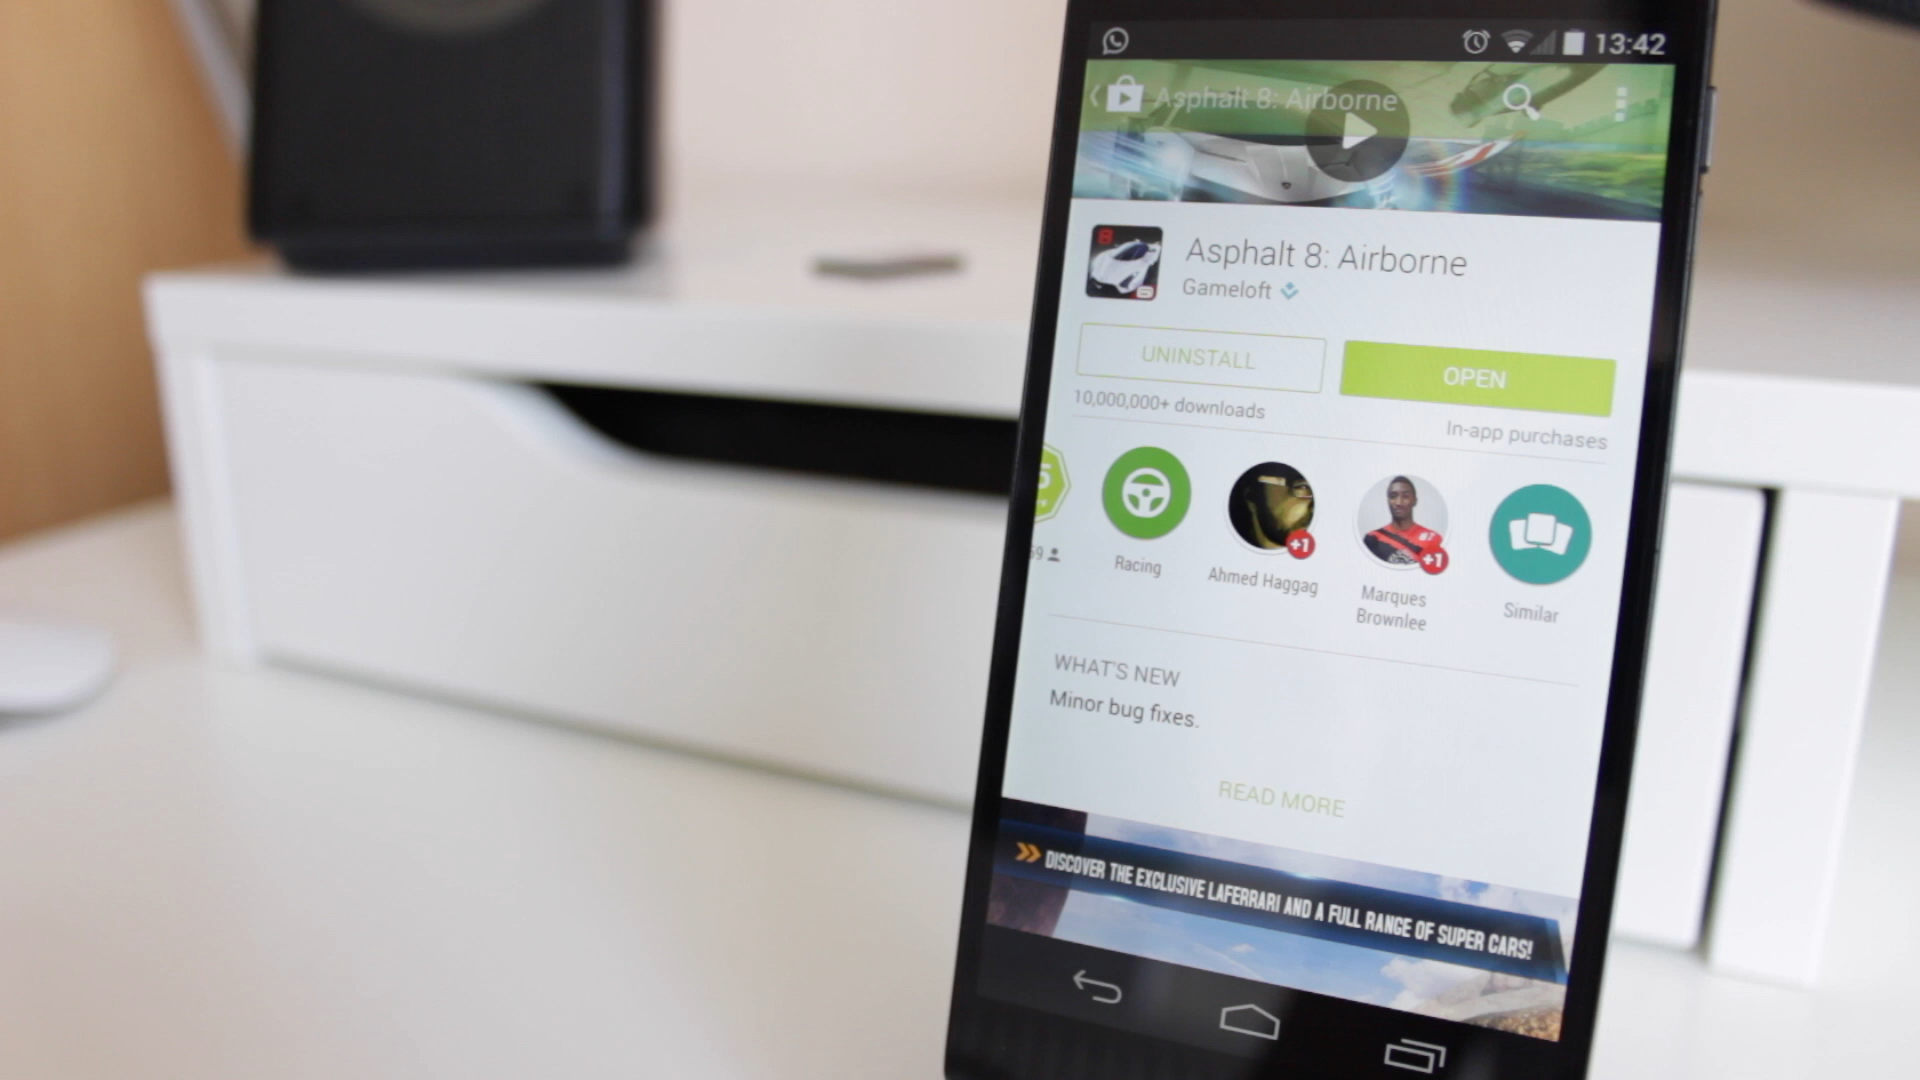 13:42
Asphalt 8: Airborne
8
Asphalt 8: Airborne
Gameloft
UNINSTALL
OPEN
10,000,000+ downloads
In-app purchases
Racing
+1
Ahmed Haggag
+1
Marques
Brownlee
Similar
WHAT'S NEW
Minor bug fixes.
READ MORE
DISCOVER THE EXCLUSIVE LAFERRARI AND A FULL RANGE OF SUPER CARS!